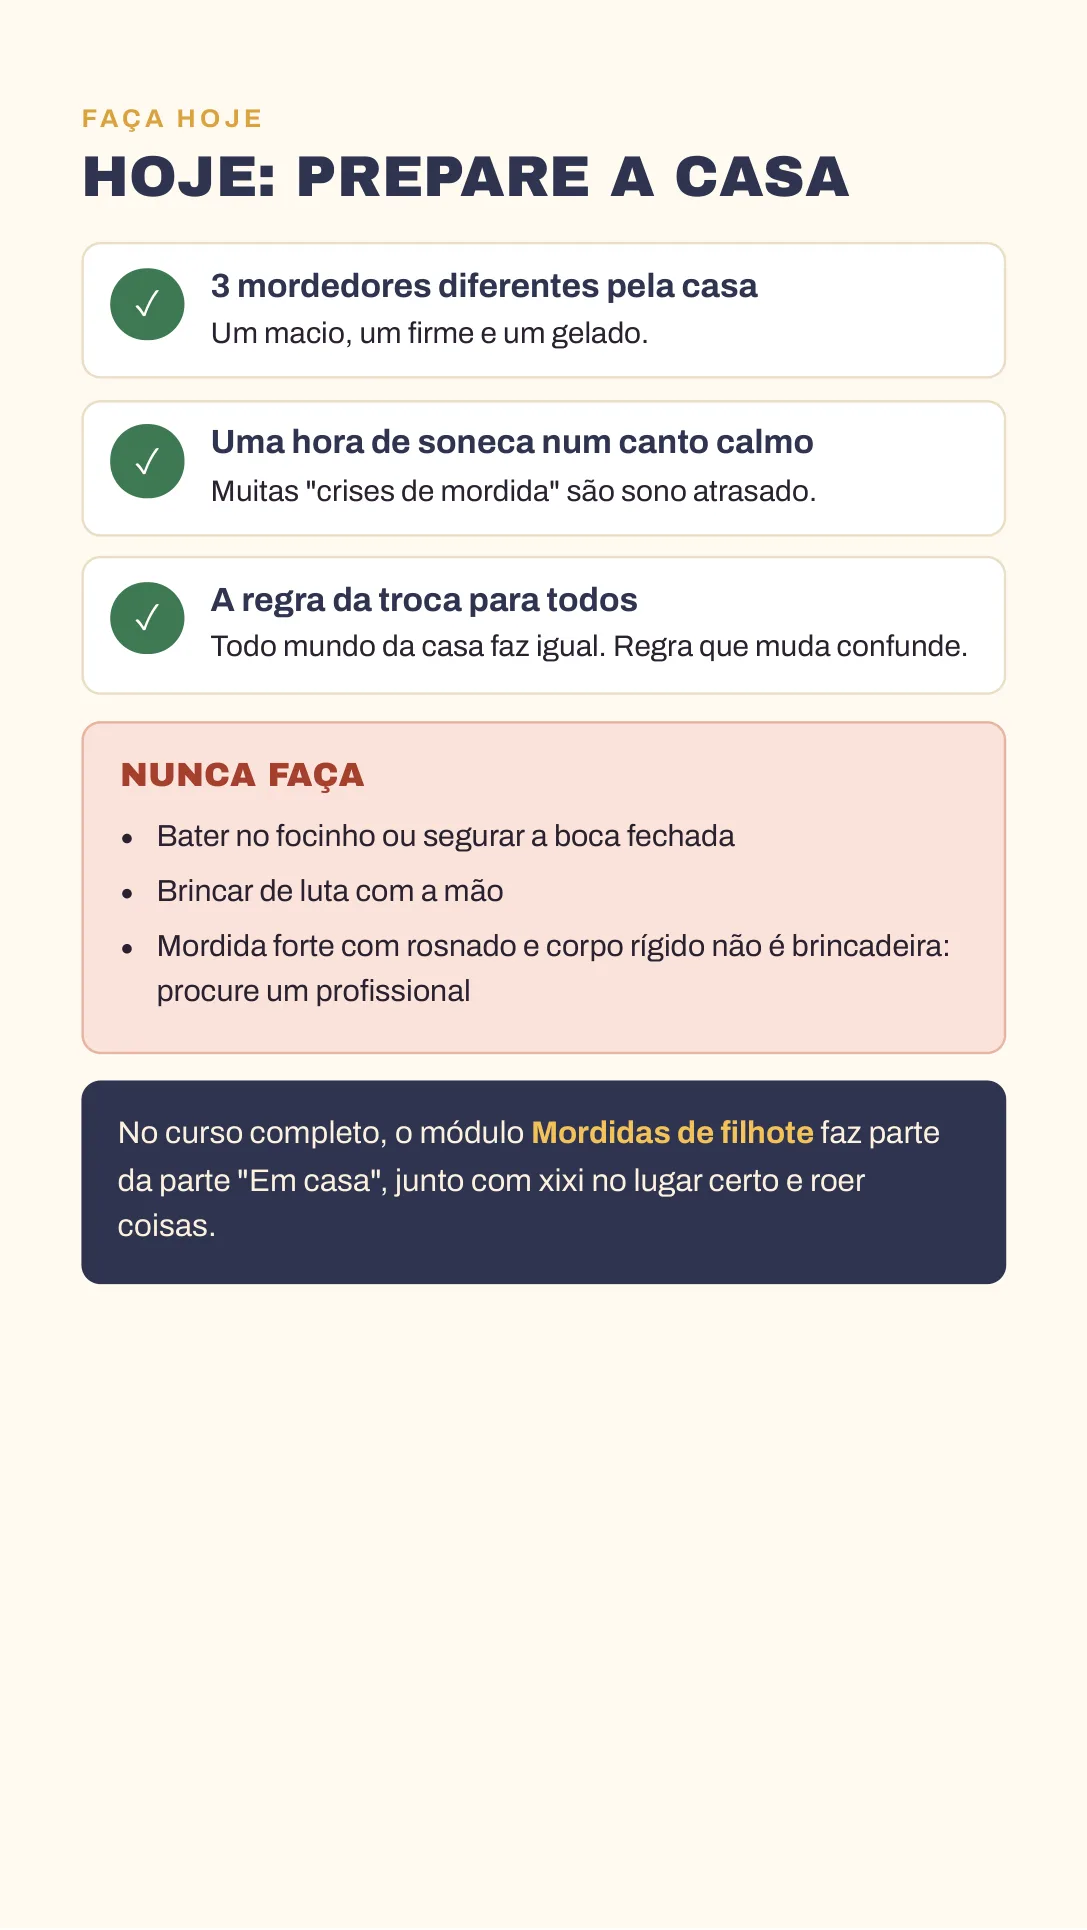 FAÇA HOJE
HOJE: PREPARE A CASA
✓
3 mordedores diferentes pela casa
Um macio, um firme e um gelado.
✓
Uma hora de soneca num canto calmo
Muitas "crises de mordida" são sono atrasado.
✓
A regra da troca para todos
Todo mundo da casa faz igual. Regra que muda confunde.
NUNCA FAÇA
• Bater no focinho ou segurar a boca fechada
• Brincar de luta com a mão
• Mordida forte com rosnado e corpo rígido não é brincadeira:
procure um profissional
No curso completo, o módulo Mordidas de filhote faz parte
da parte "Em casa", junto com xixi no lugar certo e roer
coisas.